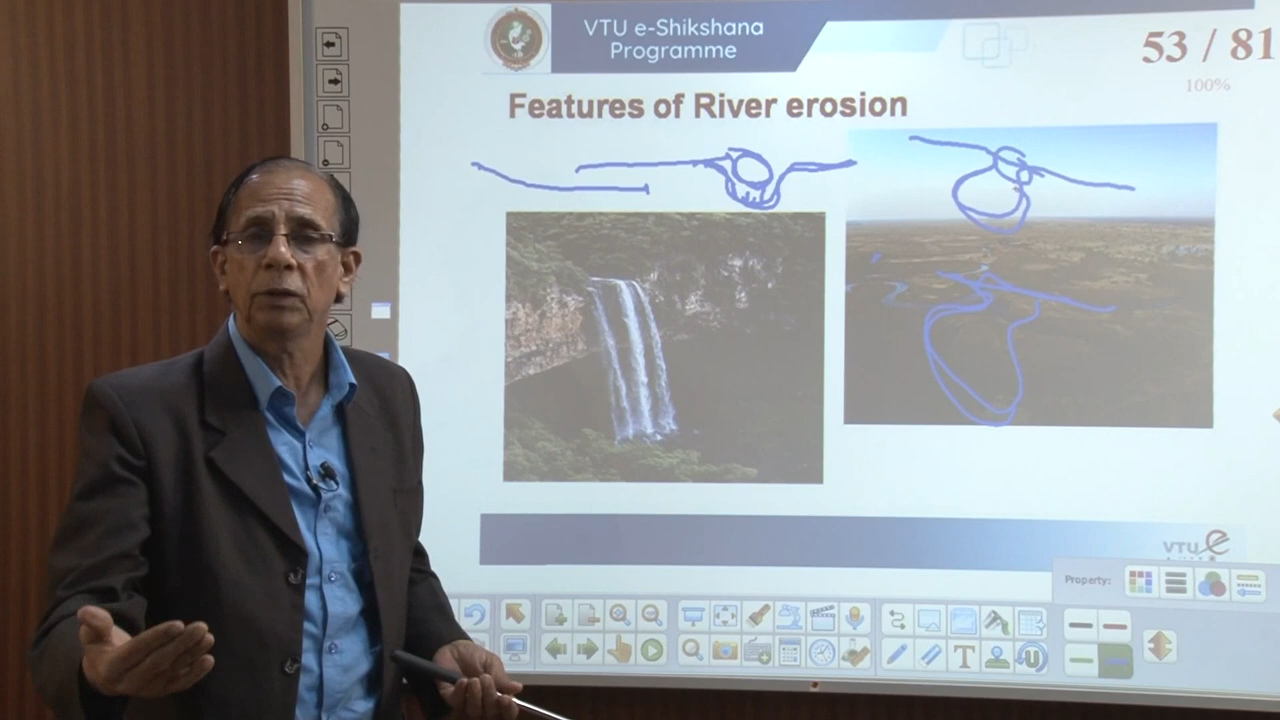 VTU e-Shikshana
Programme
53 / 81
100%
Features of River erosion
VTU e
Property:
T